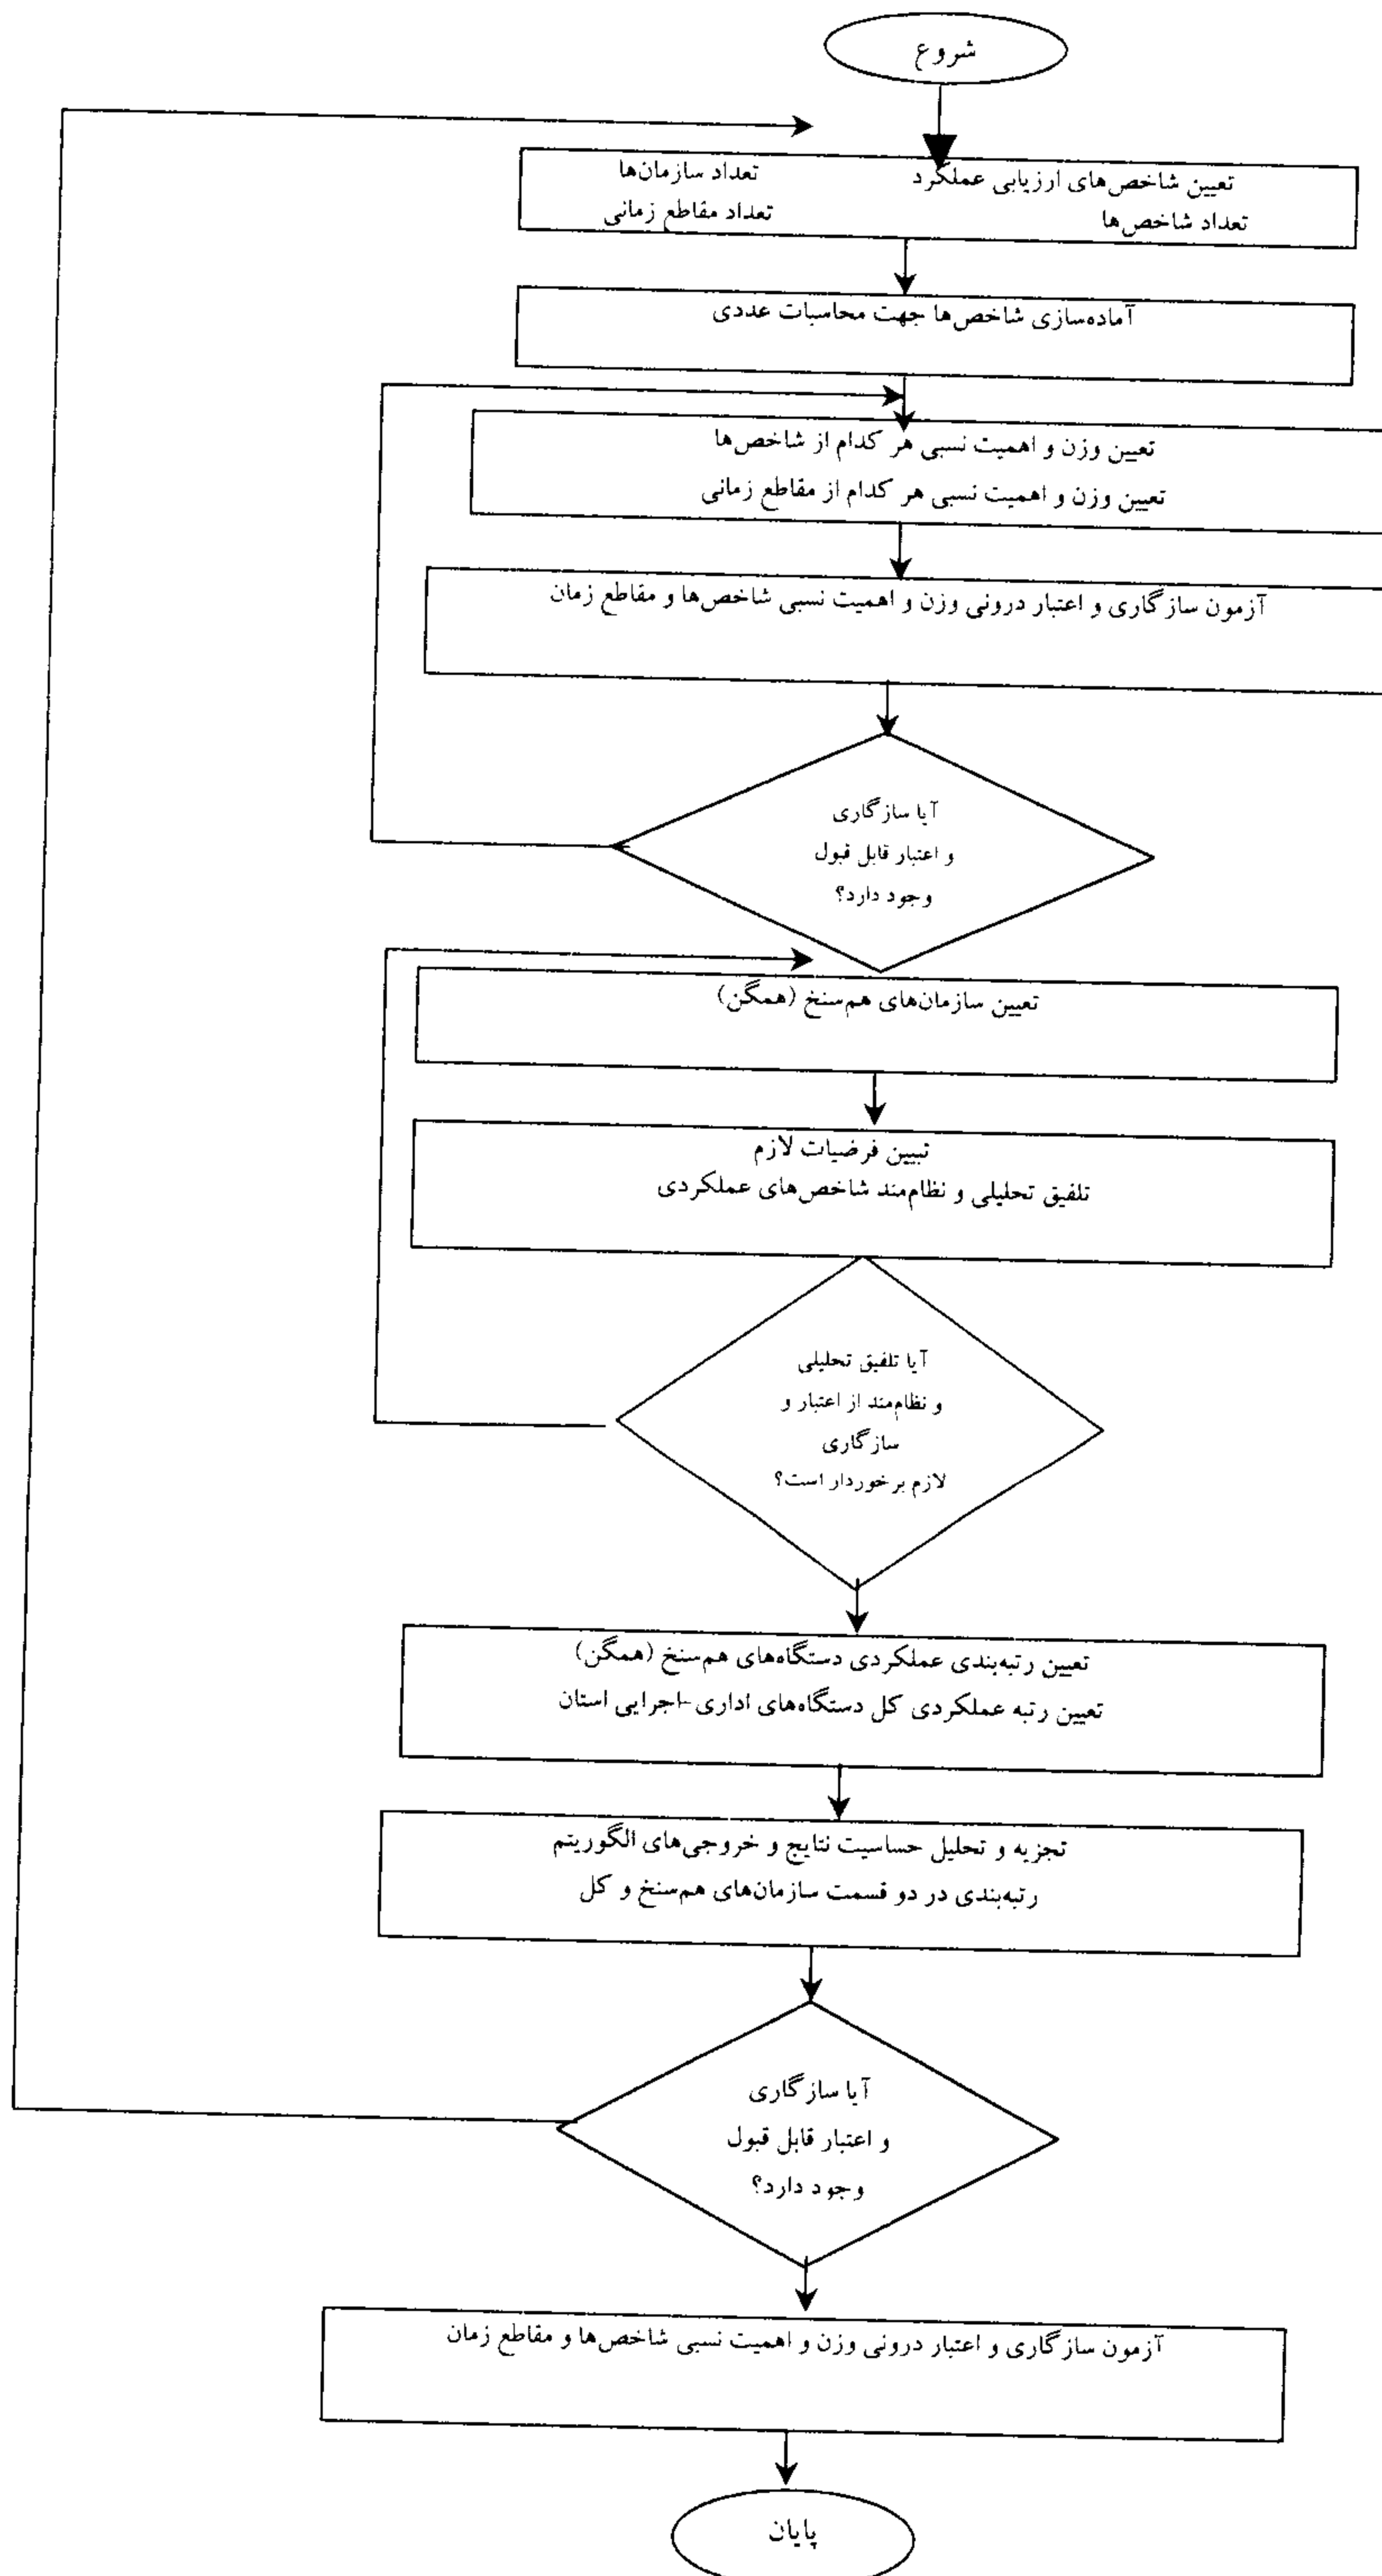 شروع
تعیین شاخص‌های ارزیابی عملکرد
تعداد سازمان‌ها
تعداد شاخص‌ها
تعداد مقاطع زمانی
آماده‌سازی شاخص‌ها جهت محاسبات عددی
تعیین وزن و اهمیت نسبی هر کدام از شاخص‌ها
تعیین وزن و اهمیت نسبی هر کدام از مقاطع زمانی
آزمون سازگاری و اعتبار درونی وزن و اهمیت نسبی شاخص‌ها و مقاطع زمان
آیا سازگاری
و اعتبار قابل قبول
وجود دارد؟
تعیین سازمان‌های هم‌سنخ (همگن)
تبیین فرضیات لازم
تلفیق تحلیلی و نظام‌مند شاخص‌های عملکردی
آیا تلفیق تحلیلی
و نظام‌مند از اعتبار و
سازگاری
لازم برخوردار است؟
تعیین رتبه‌بندی عملکردی دستگاه‌های هم‌سنخ (همگن)
تعیین رتبه عملکردی کل دستگاه‌های اداری-اجرایی استان
تجزیه و تحلیل حساسیت نتایج و خروجی‌های الگوریتم
رتبه‌بندی در دو قسمت سازمان‌های هم‌سنخ و کل
آیا سازگاری
و اعتبار قابل قبول
وجود دارد؟
آزمون سازگاری و اعتبار درونی وزن و اهمیت نسبی شاخص‌ها و مقاطع زمان
پایان